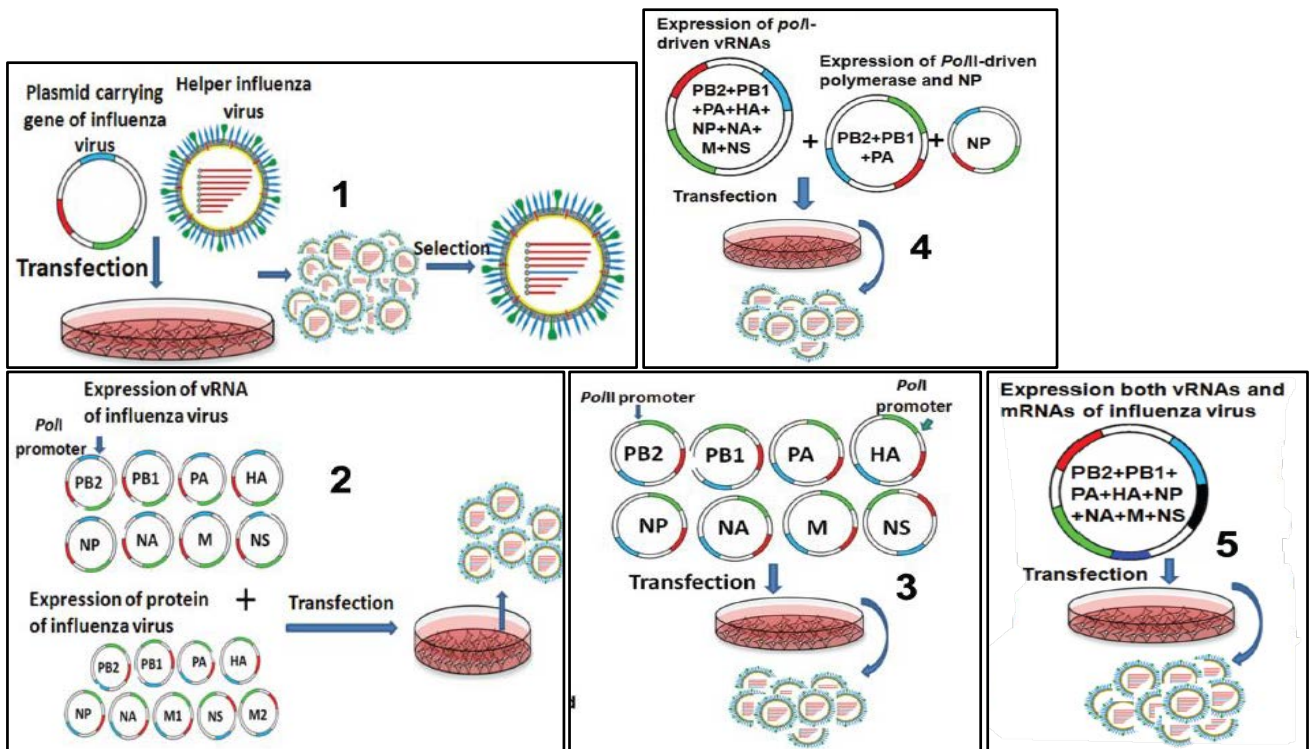 Plasmid carrying
gene of influenza
virus
Helper influenza
virus
1
Transfection
Selection
Expression of polI-
driven vRNAs
PB2+PB1
+PA+HA+
NP+NA+
M+NS
+
Expression of PolII-driven
polymerase and NP
PB2+PB1
+PA
+
NP
Transfection
4
Expression of vRNA
of influenza virus
PolI
promoter
PB2
PB1
PA
HA
2
NP
NA
M
NS
Expression of protein
of influenza virus
+
Transfection
PB2
PB1
PA
HA
NP
NA
M1
NS
M2
d
PolII promoter
PolI
promoter
PB2
PB1
PA
HA
NP
NA
M
NS
Transfection
3
Expression both vRNAs and
mRNAs of influenza virus
PB2+PB1+
PA+HA+NP
+NA+M+NS
5
Transfection